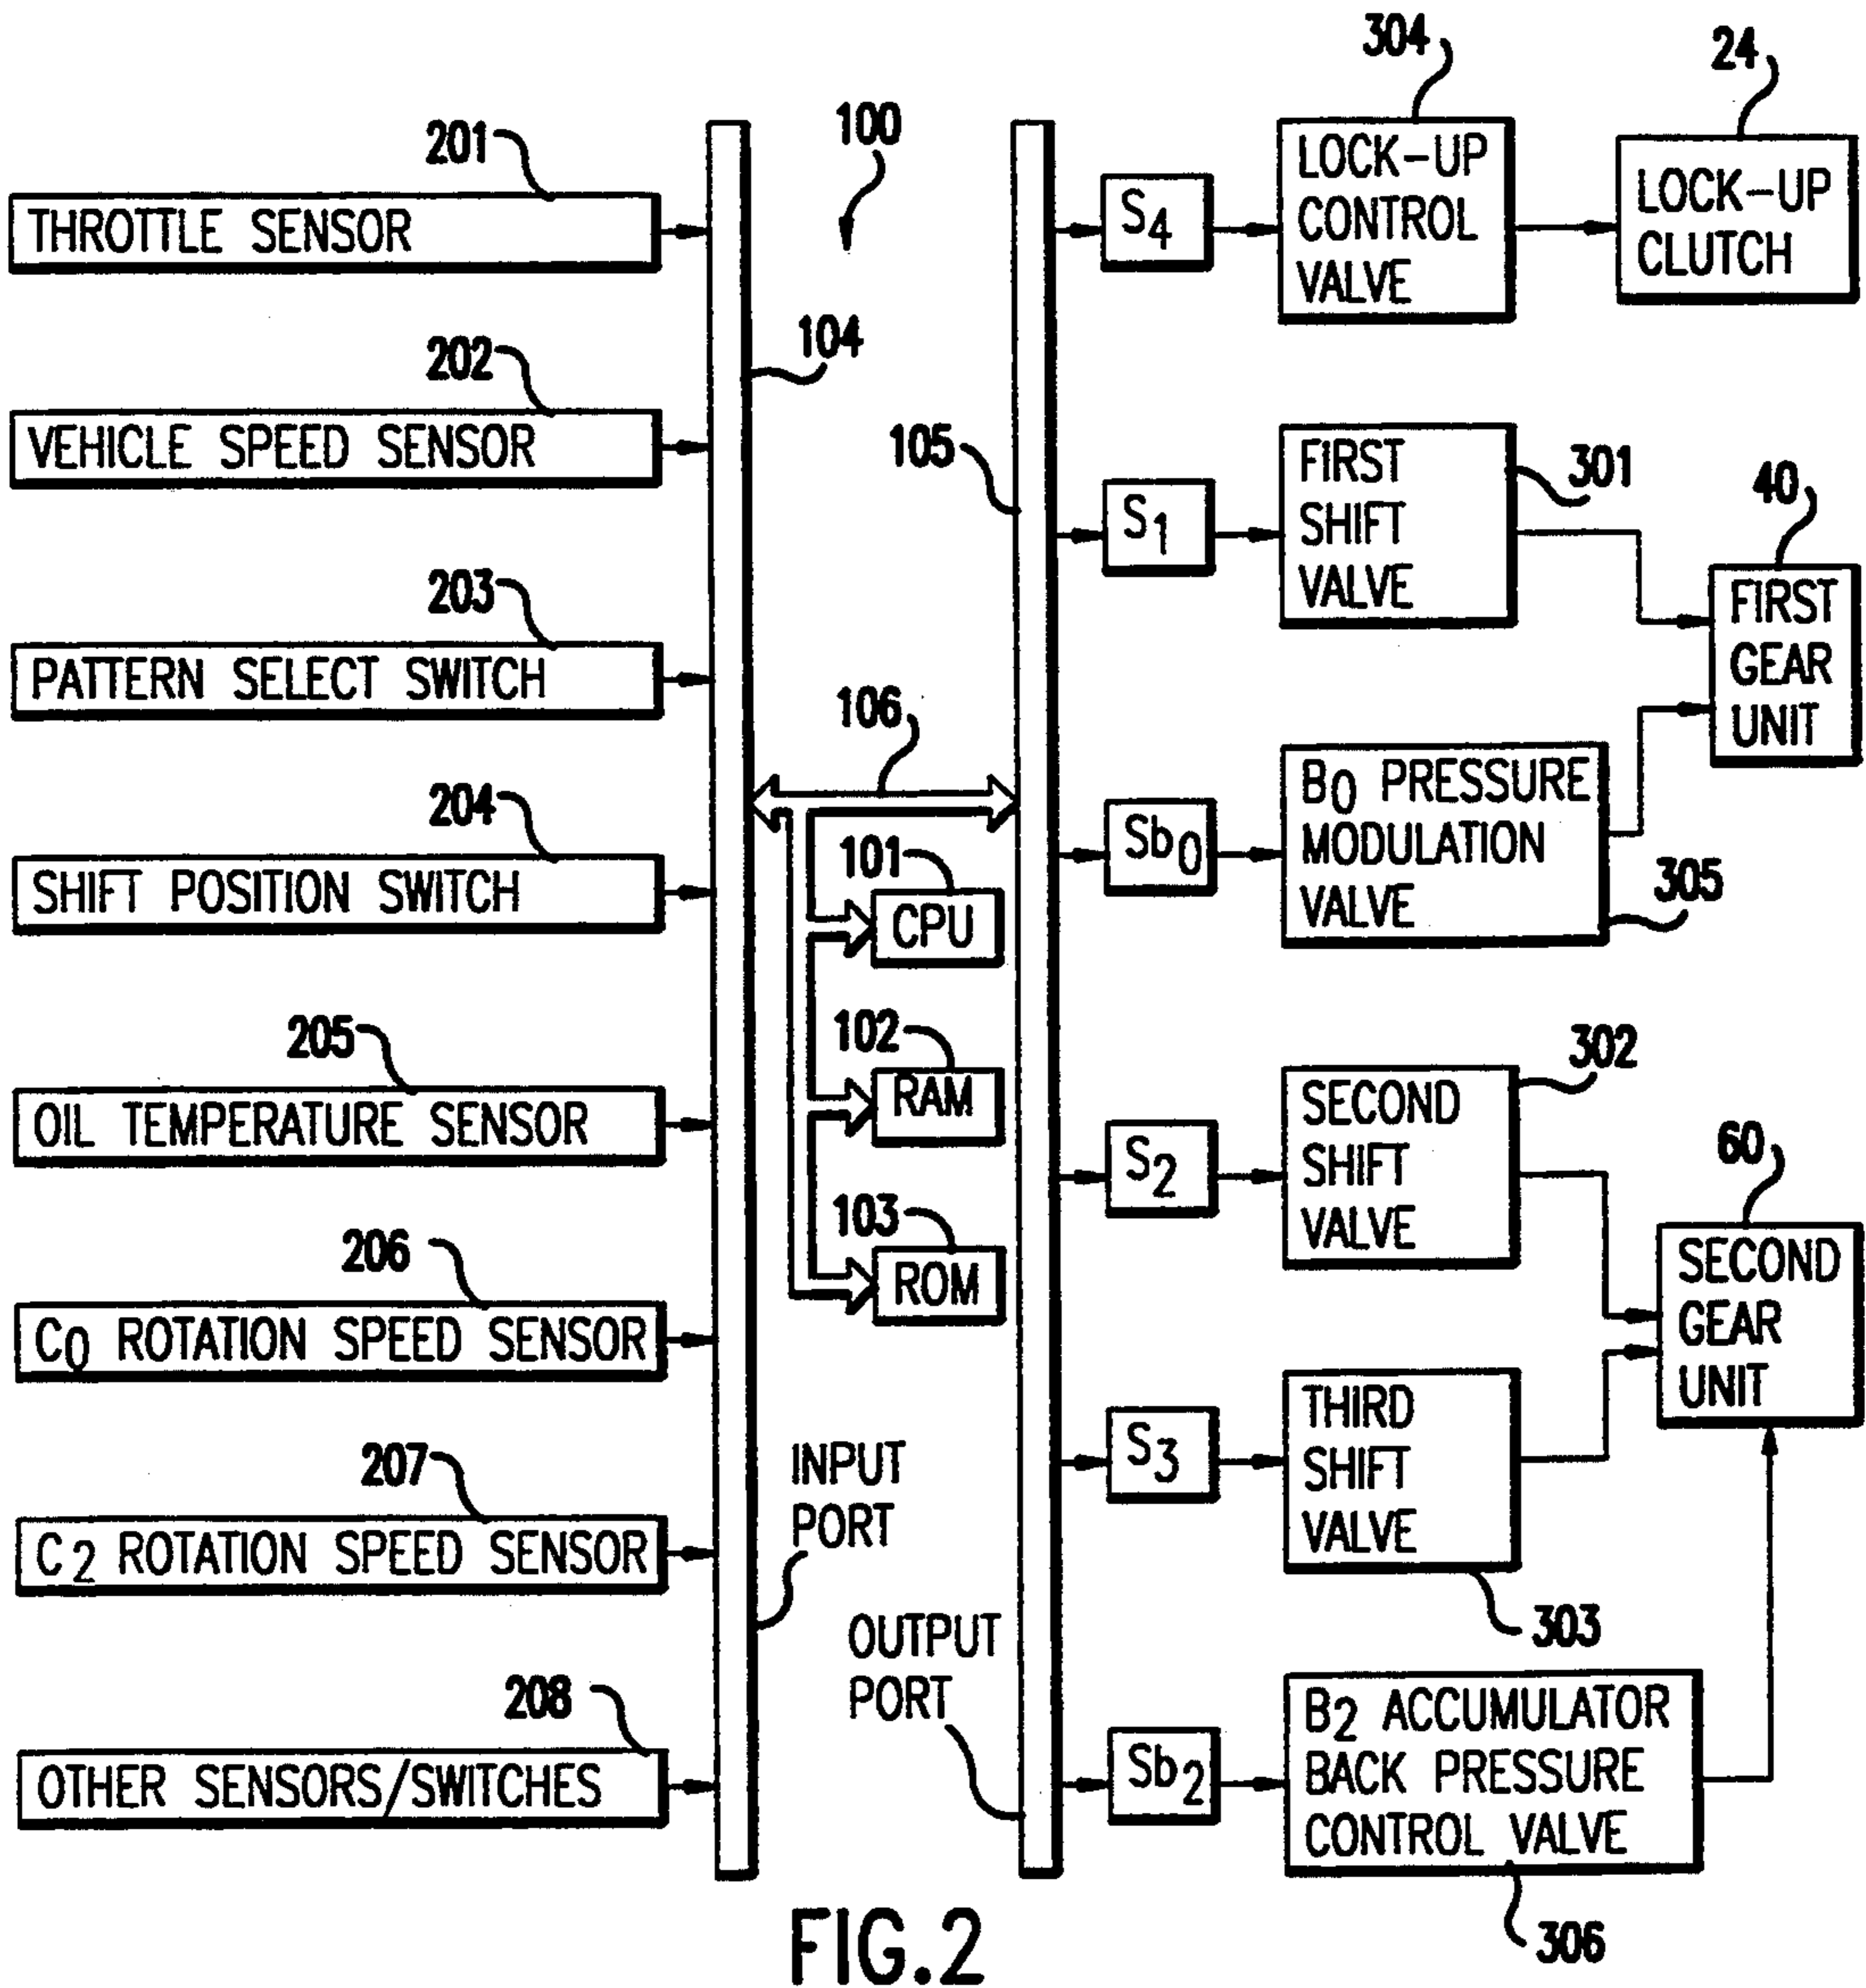 201
THROTTLE SENSOR
202
VEHICLE SPEED SENSOR
203
PATTERN SELECT SWITCH
204
SHIFT POSITION SWITCH
205
OIL TEMPERATURE SENSOR
206
C0 ROTATION SPEED SENSOR
207
C2 ROTATION SPEED SENSOR
208
OTHER SENSORS/SWITCHES
100
104
106
101
CPU
102
RAM
103
ROM
INPUT
PORT
105
OUTPUT
PORT
S4
304
LOCK-UP
CONTROL
VALVE
24
LOCK-UP
CLUTCH
S1
FIRST
SHIFT
VALVE
301
40
FIRST
GEAR
UNIT
Sb0
B0 PRESSURE
MODULATION
VALVE
305
S2
SECOND
SHIFT
VALVE
302
60
SECOND
GEAR
UNIT
S3
THIRD
SHIFT
VALVE
303
Sb2
B2 ACCUMULATOR
BACK PRESSURE
CONTROL VALVE
306
FIG.2